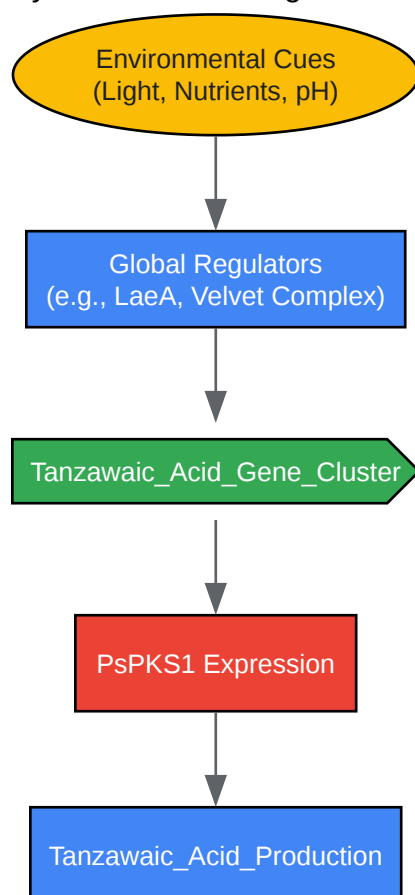 Environmental Cues
(Light, Nutrients, pH)
Global Regulators
(e.g., LaeA, Velvet Complex)
Tanzawaic_Acid_Gene_Cluster
PsPKS1 Expression
Tanzawaic_Acid_Production